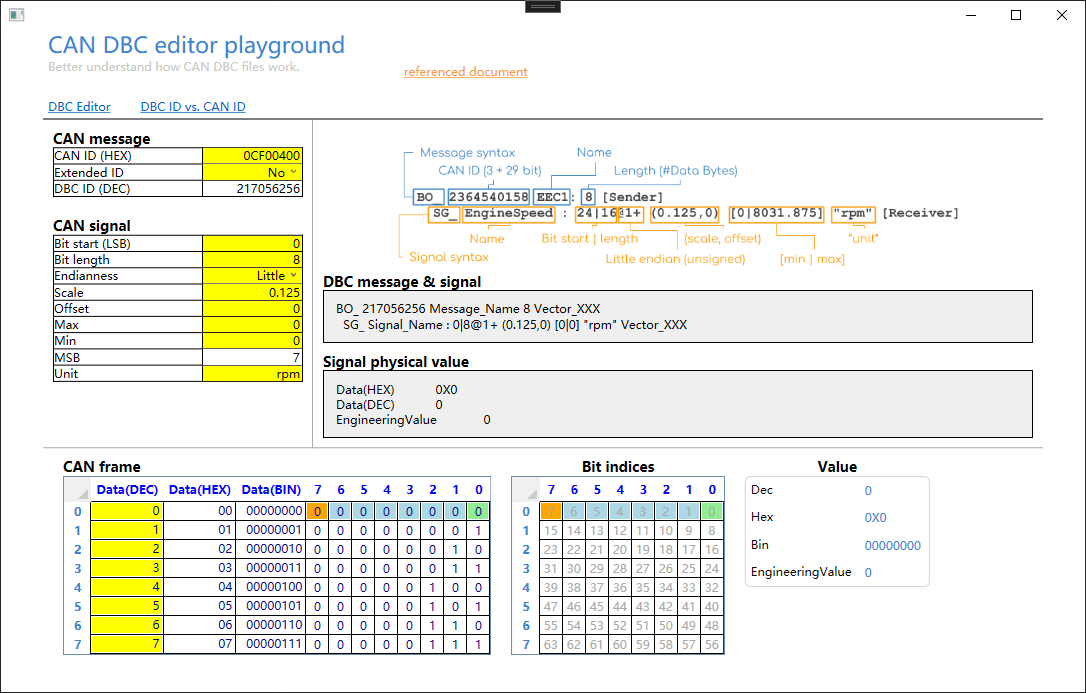 CAN DBC editor playground
Better understand how CAN DBC files work.
referenced document
DBC Editor DBC ID vs. CAN ID
CAN message
CAN ID (HEX) 0CF00400
Extended ID No
DBC ID (DEC) 217056256
CAN signal
Bit start (LSB) 0
Bit length 8
Endianness Little
Scale 0.125
Offset 0
Max 0
Min 0
MSB 7
Unit rpm
Message syntax Name
CAN ID (3 + 29 bit) Length (#Data Bytes)
BO_ 2364540158 EEC1: 8 [Sender]
SG_ EngineSpeed : 24|16@1+ (0.125,0) [0|8031.875] "rpm" [Receiver]
Name Bit start | length (scale, offset) "unit"
Signal syntax Little endian (unsigned) [min | max]
DBC message & signal
BO_ 217056256 Message_Name 8 Vector_XXX
SG_ Signal_Name : 0|8@1+ (0.125,0) [0|0] "rpm" Vector_XXX
Signal physical value
Data(HEX) 0X0
Data(DEC) 0
EngineeringValue 0
CAN frame
Data(DEC) Data(HEX) Data(BIN) 7 6 5 4 3 2 1 0
0 0 00 00000000 0 0 0 0 0 0 0 0
1 1 01 00000001 0 0 0 0 0 0 0 1
2 2 02 00000010 0 0 0 0 0 0 1 0
3 3 03 00000011 0 0 0 0 0 0 1 1
4 4 04 00000100 0 0 0 0 0 1 0 0
5 5 05 00000101 0 0 0 0 0 1 0 1
6 6 06 00000110 0 0 0 0 0 1 1 0
7 7 07 00000111 0 0 0 0 0 1 1 1
Bit indices
7 6 5 4 3 2 1 0
0 7 6 5 4 3 2 1 0
1 15 14 13 12 11 10 9 8
2 23 22 21 20 19 18 17 16
3 31 30 29 28 27 26 25 24
4 39 38 37 36 35 34 33 32
5 47 46 45 44 43 42 41 40
6 55 54 53 52 51 50 49 48
7 63 62 61 60 59 58 57 56
Value
Dec 0
Hex 0X0
Bin 00000000
EngineeringValue 0